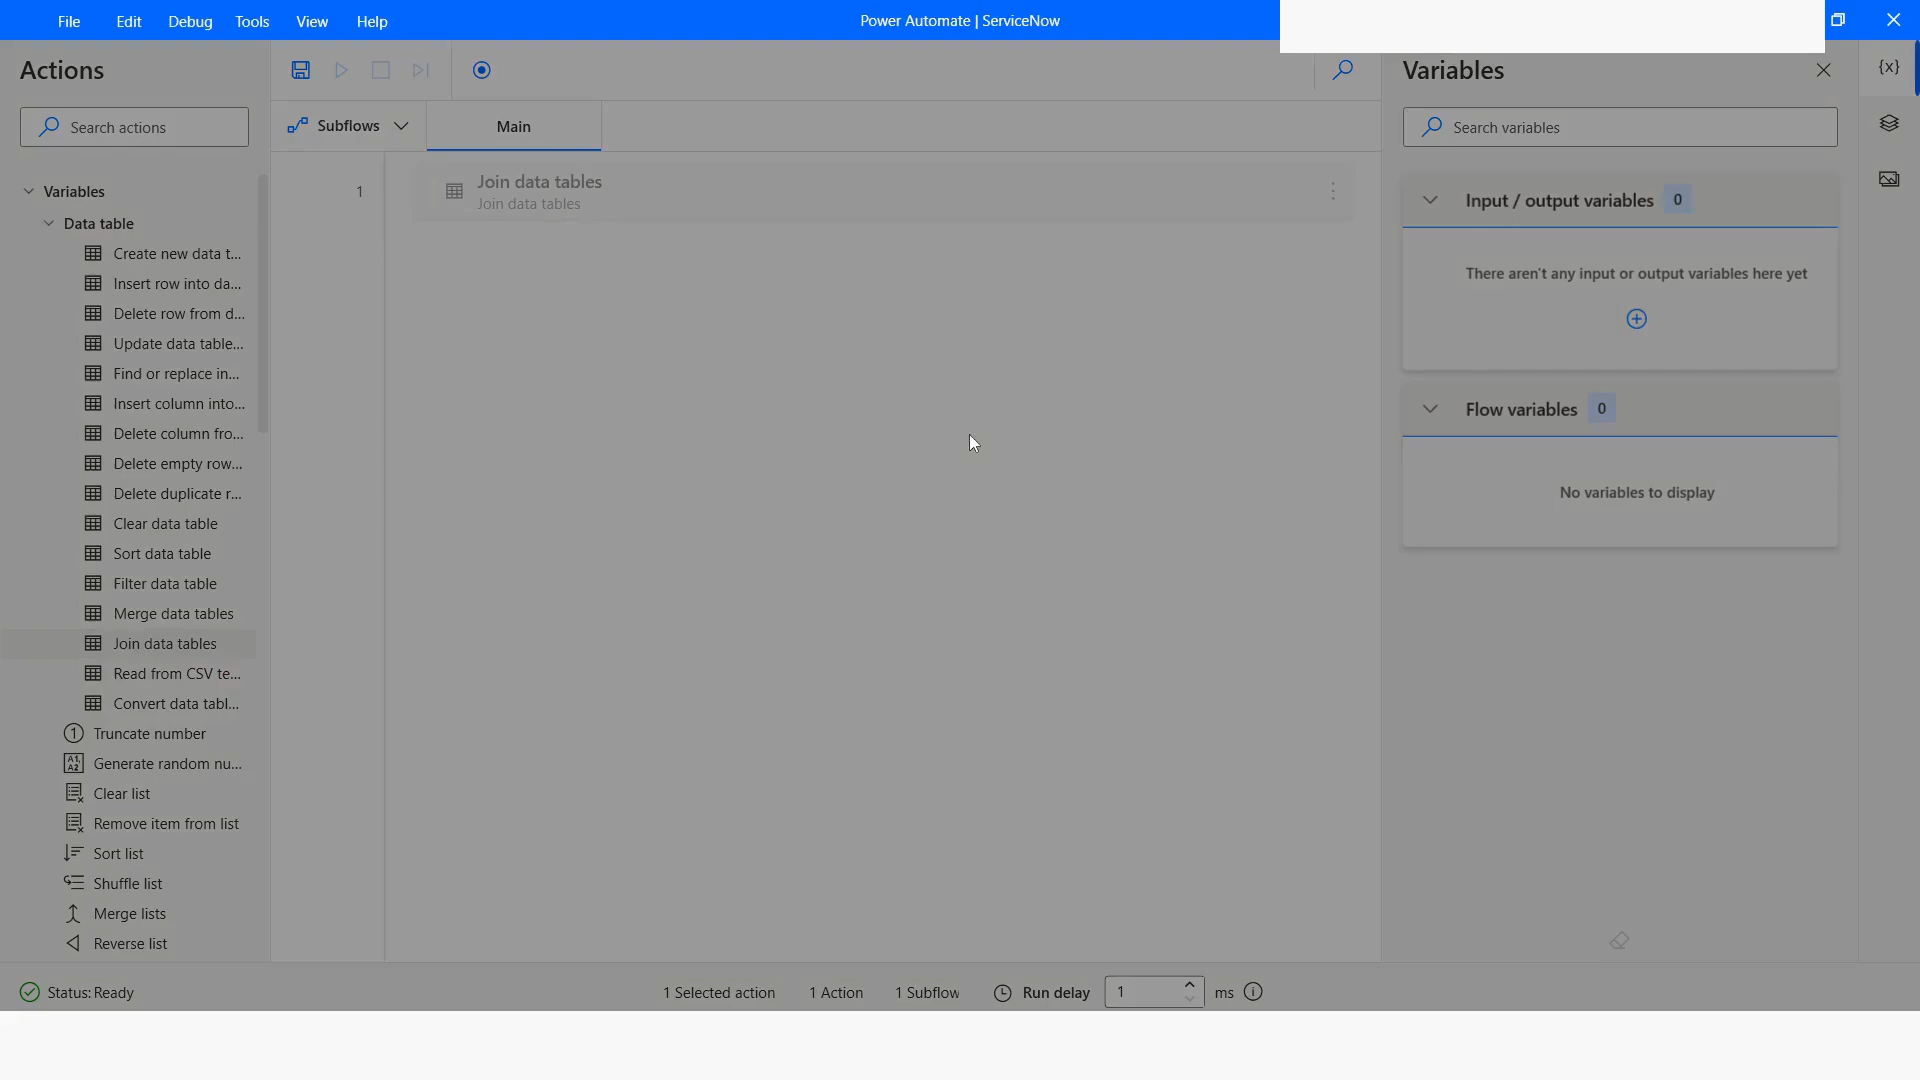 File Edit Debug Tools View Help
Power Automate | ServiceNow
Actions
Search actions
Variables
Data table
Create new data t...
Insert row into da...
Delete row from d...
Update data table...
Find or replace in...
Insert column into...
Delete column fro...
Delete empty row...
Delete duplicate r...
Clear data table
Sort data table
Filter data table
Merge data tables
Join data tables
Read from CSV te...
Convert data tabl...
Truncate number
Generate random nu...
Clear list
Remove item from list
Sort list
Shuffle list
Merge lists
Reverse list
Subflows
Main
1
Join data tables
Join data tables
Variables
{x}
Search variables
Input / output variables 0
There aren't any input or output variables here yet
Flow variables 0
No variables to display
Status: Ready
1 Selected action
1 Action
1 Subflow
Run delay
1
ms